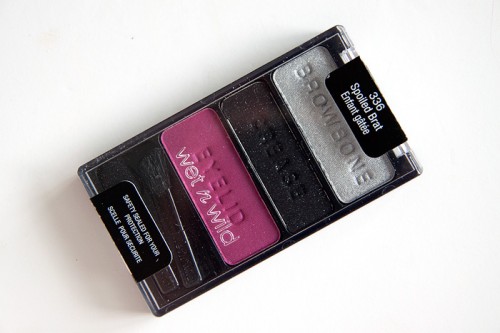 336
Spoiled Brat
Enfant gâtée
BROWBONE
CREASE
EYELID
wet n wild
SAFETY SEALED FOR YOUR
PROTECTION
SCELLÉ POUR SÉCURITÉ